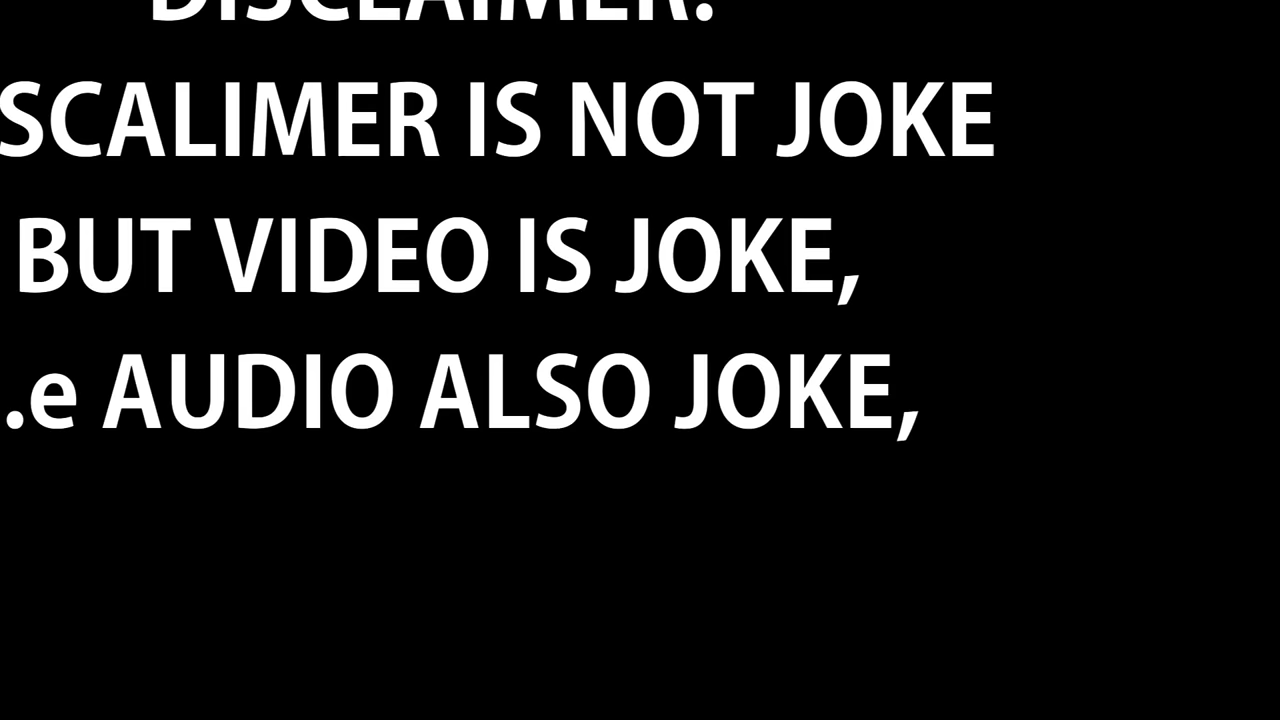 DISCLAIMER:
SCALIMER IS NOT JOKE
BUT VIDEO IS JOKE,
.e AUDIO ALSO JOKE,